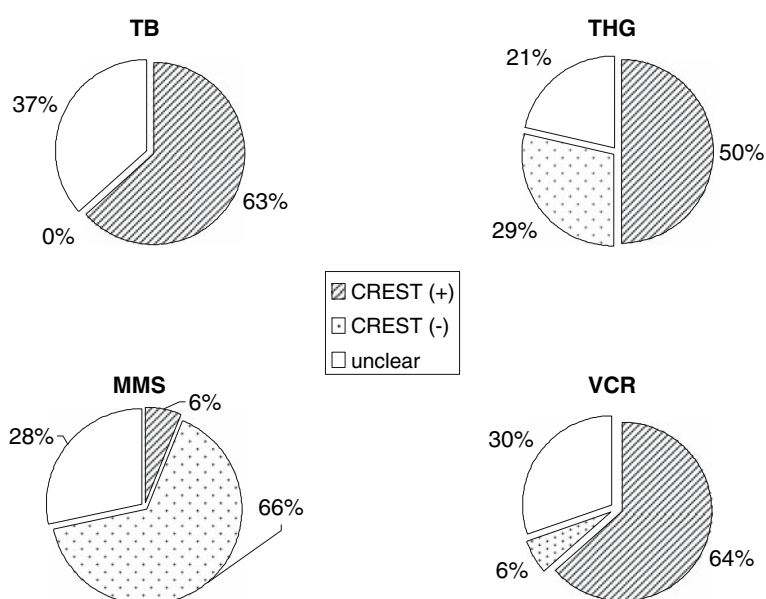 TB
37%
63%
0%
THG
21%
50%
29%
CREST (+)
CREST (-)
unclear
MMS
6%
28%
66%
VCR
30%
6%
64%